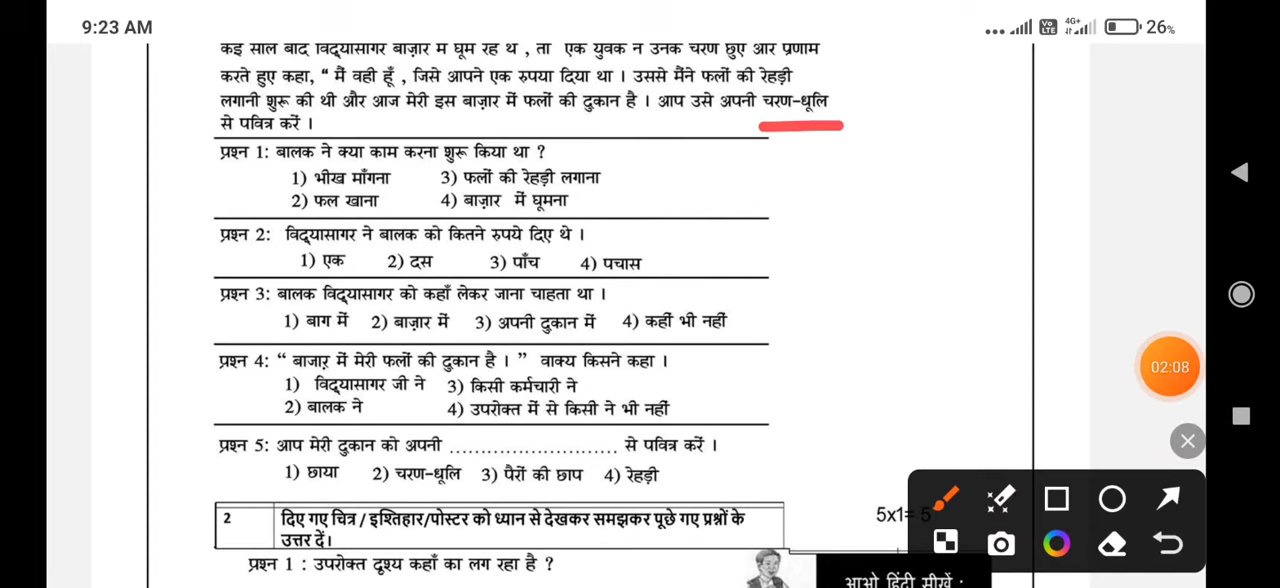 9:23 AM
4G+
Vo LTE
26%
कई साल बाद विद्यासागर बाज़ार में घूम रहे थे , तो एक युवक ने उनके चरण छुए और प्रणाम
करते हुए कहा, “ मैं वही हूँ , जिसे आपने एक रुपया दिया था । उससे मैंने फलों की रेहड़ी
लगानी शुरू की थी और आज मेरी इस बाज़ार में फलों की दुकान है । आप उसे अपनी चरण-धूलि
से पवित्र करें ।
प्रश्न 1: बालक ने क्या काम करना शुरू किया था ?
1) भीख माँगना 3) फलों की रेहड़ी लगाना
2) फल खाना 4) बाज़ार में घूमना
प्रश्न 2: विद्यासागर ने बालक को कितने रुपये दिए थे ।
1) एक 2) दस 3) पाँच 4) पचास
प्रश्न 3: बालक विद्यासागर को कहाँ लेकर जाना चाहता था ।
1) बाग में 2) बाज़ार में 3) अपनी दुकान में 4) कहीं भी नहीं
प्रश्न 4: “ बाजाऱ में मेरी फलों की दुकान है । ” वाक्य किसने कहा ।
1) विद्यासागर जी ने 3) किसी कर्मचारी ने
2) बालक ने 4) उपरोक्त में से किसी ने भी नहीं
प्रश्न 5: आप मेरी दुकान को अपनी ........................... से पवित्र करें ।
1) छाया 2) चरण-धूलि 3) पैरों की छाप 4) रेहड़ी
2 दिए गए चित्र / इश्तिहार/पोस्टर को ध्यान से देखकर समझकर पूछे गए प्रश्नों के
उत्तर दें।
5x1= 5
प्रश्न 1 : उपरोक्त दृश्य कहाँ का लग रहा है ?
आओ हिंदी सीखें :
02:08